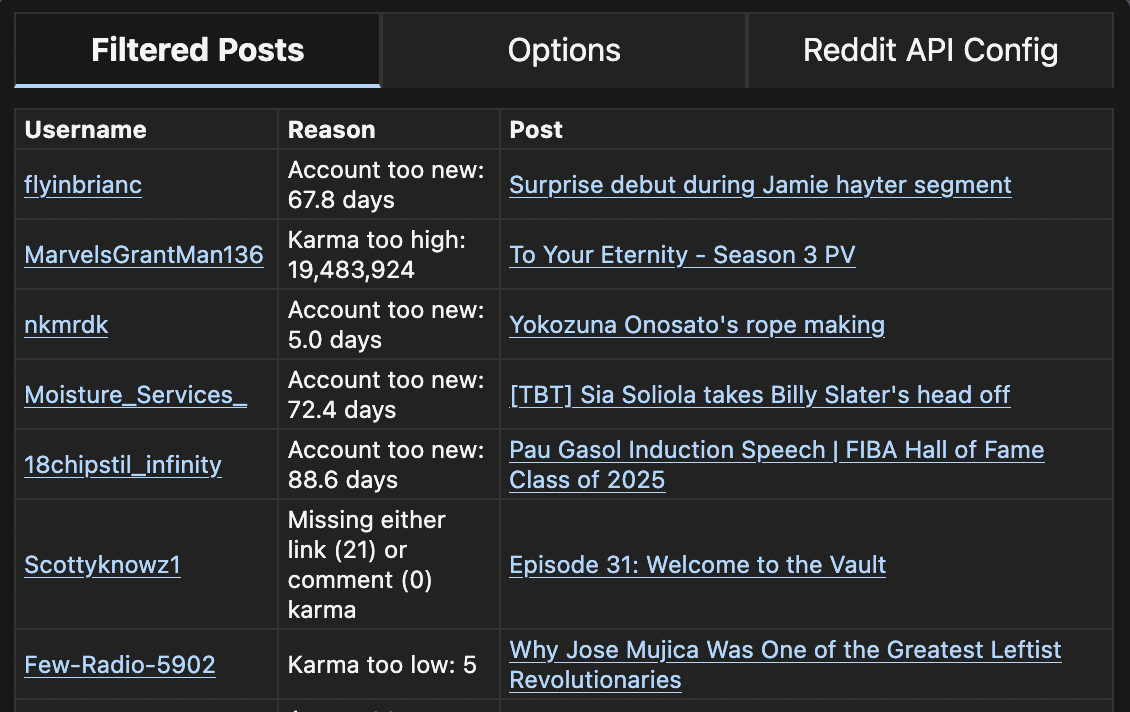 Filtered Posts
Options
Reddit API Config
Username
Reason
Post
flyinbrianc
Account too new:
67.8 days
Surprise debut during Jamie hayter segment
MarvelsGrantMan136
Karma too high:
19,483,924
To Your Eternity - Season 3 PV
nkmrdk
Account too new:
5.0 days
Yokozuna Onosato's rope making
Moisture_Services_
Account too new:
72.4 days
[TBT] Sia Soliola takes Billy Slater's head off
18chipstil_infinity
Account too new:
88.6 days
Pau Gasol Induction Speech | FIBA Hall of Fame
Class of 2025
Scottyknowz1
Missing either
link (21) or
comment (0)
karma
Episode 31: Welcome to the Vault
Few-Radio-5902
Karma too low: 5
Why Jose Mujica Was One of the Greatest Leftist
Revolutionaries